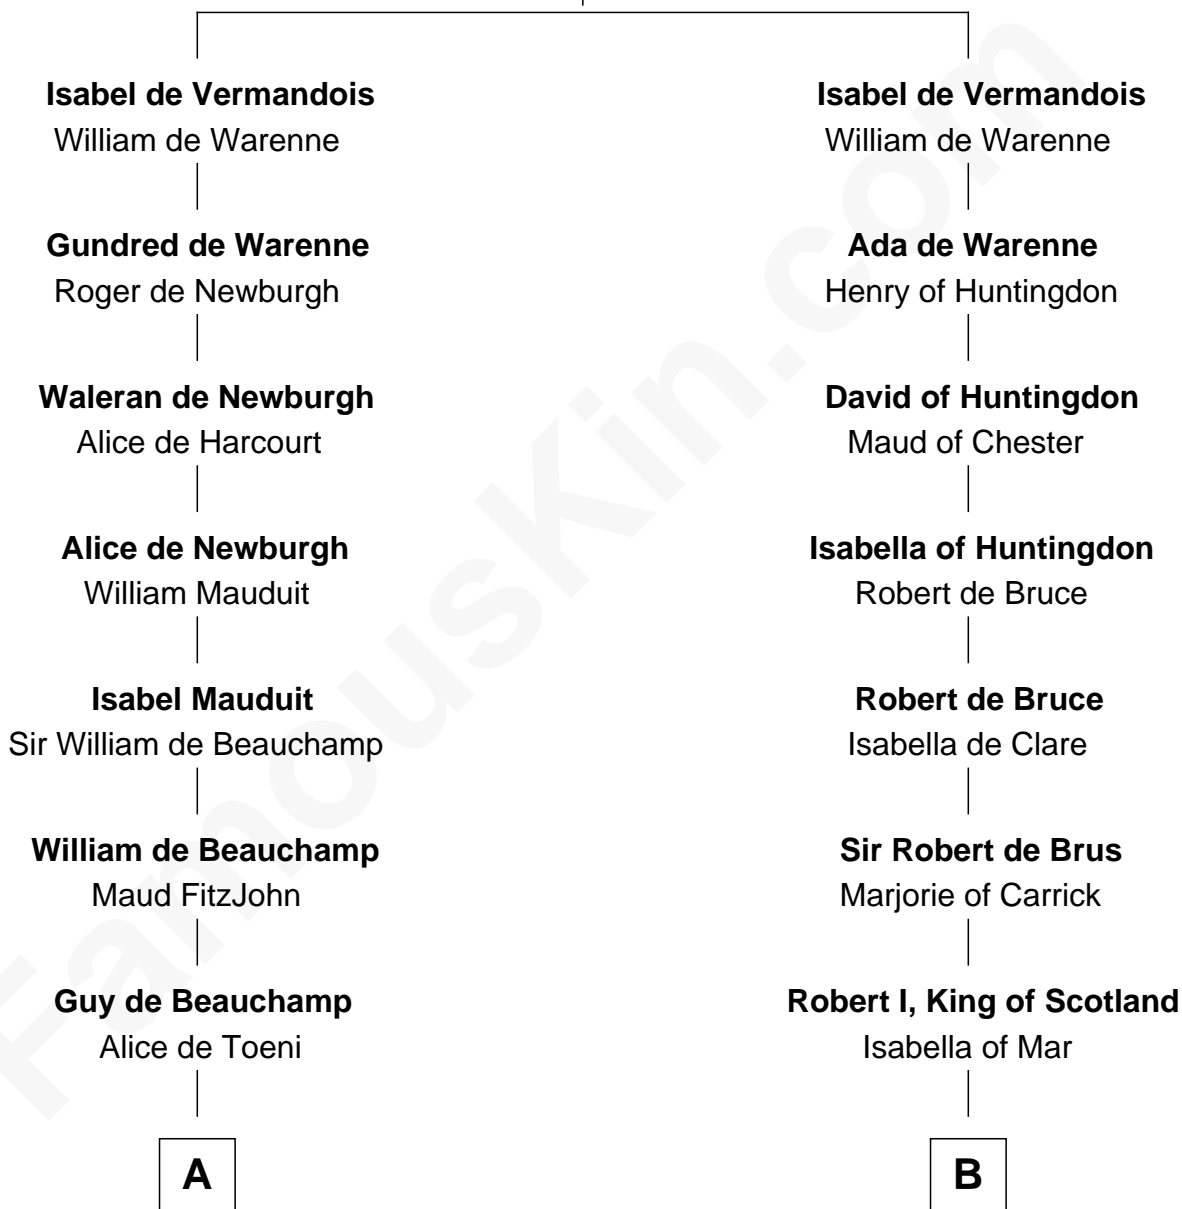 Isabel de Vermandois
William de Warenne
Gundred de Warenne
Roger de Newburgh
Waleran de Newburgh
Alice de Harcourt
Alice de Newburgh
William Mauduit
Isabel Mauduit
Sir William de Beauchamp
William de Beauchamp
Maud FitzJohn
Guy de Beauchamp
Alice de Toeni
A
Isabel de Vermandois
William de Warenne
Ada de Warenne
Henry of Huntingdon
David of Huntingdon
Maud of Chester
Isabella of Huntingdon
Robert de Bruce
Robert de Bruce
Isabella de Clare
Sir Robert de Brus
Marjorie of Carrick
Robert I, King of Scotland
Isabella of Mar
B
FamousKin.com